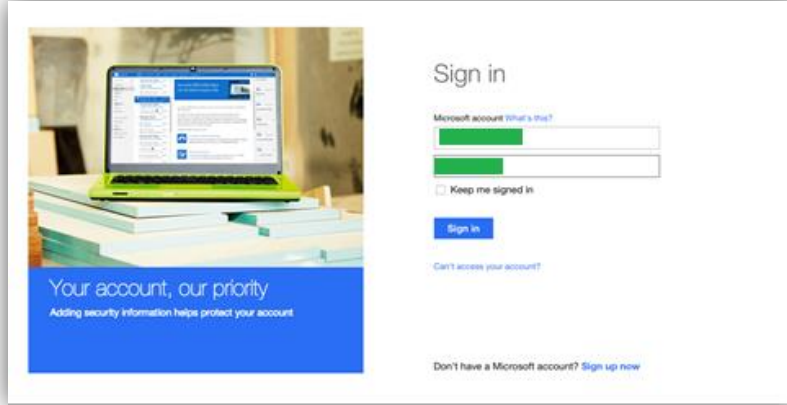 Sign in
Microsoft account What's this?
Keep me signed in
Sign in
Can't access your account?
Your account, our priority
Adding security information helps protect your account
Don't have a Microsoft account? Sign up now